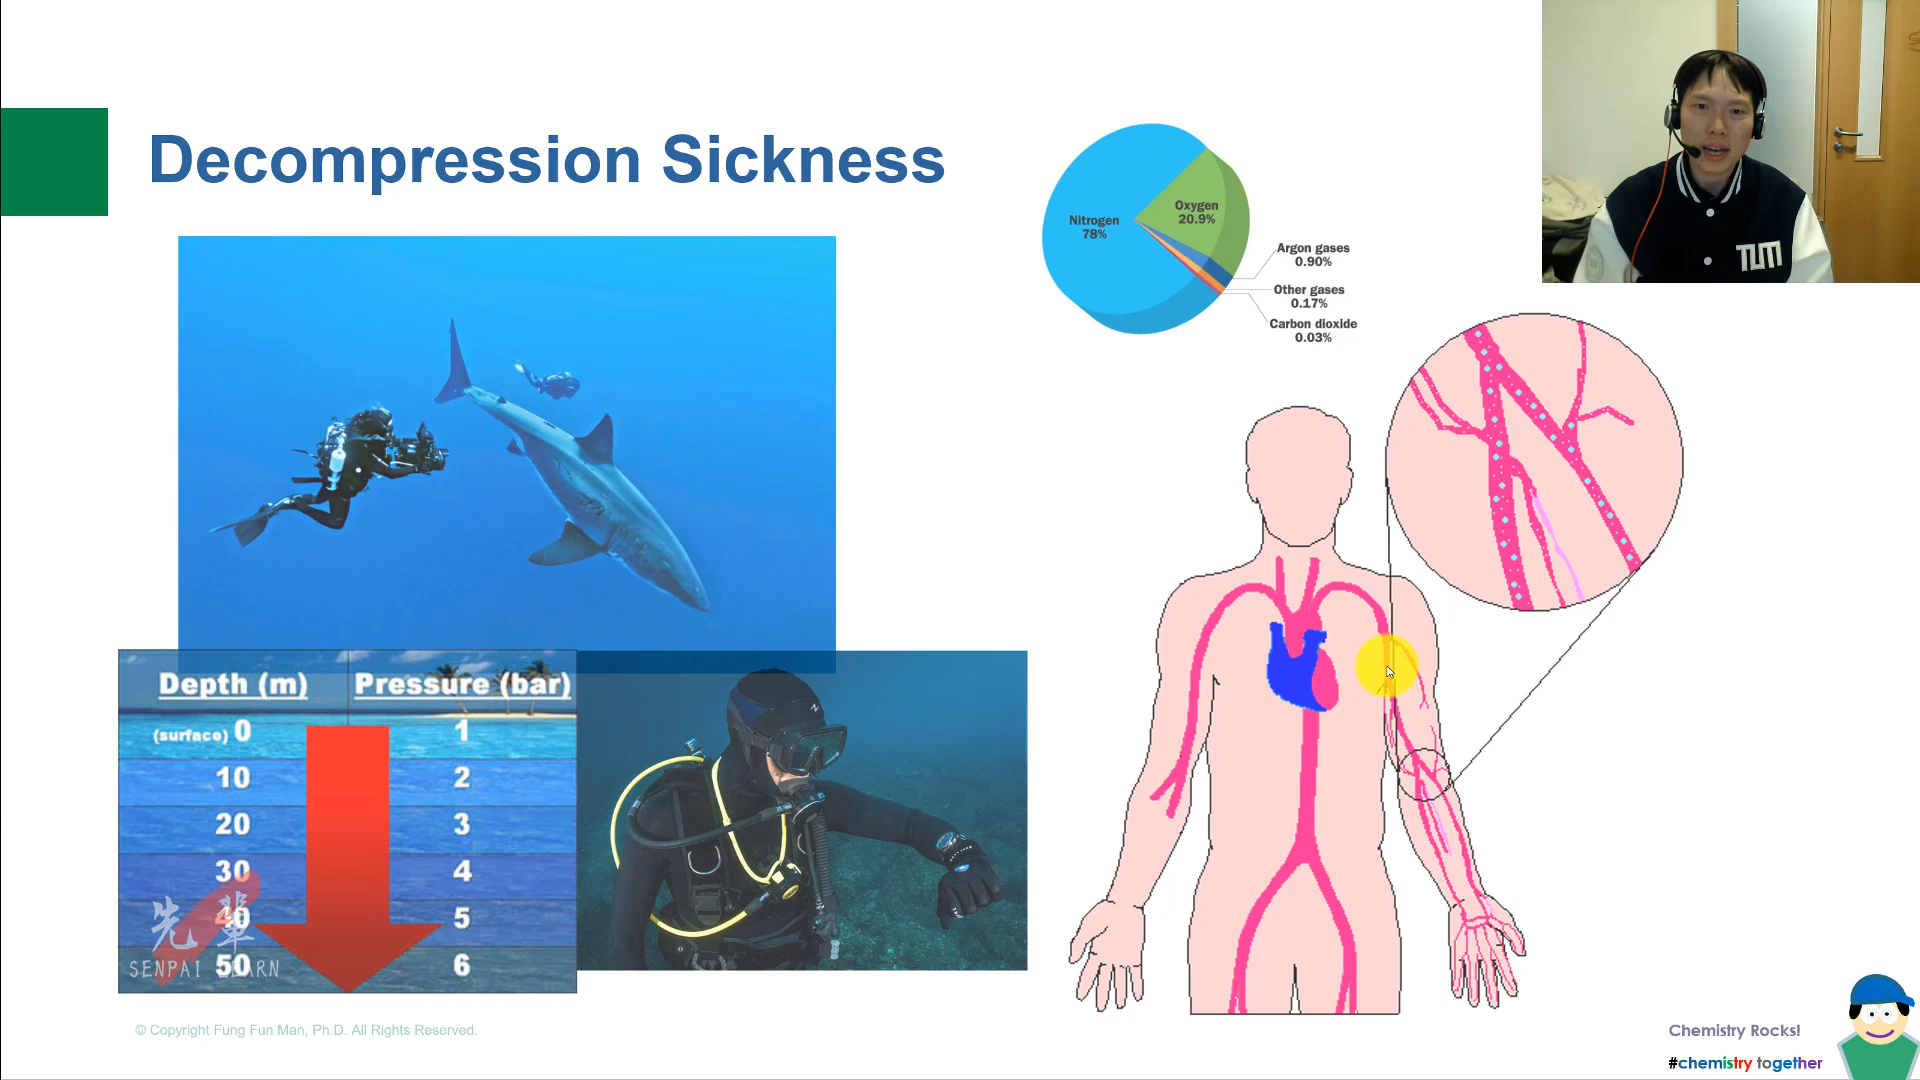 Decompression Sickness
Nitrogen
78%
Oxygen
20.9%
Argon gases
0.90%
Other gases
0.17%
Carbon dioxide
0.03%
TUM
Depth (m) Pressure (bar)
(surface) 0 1
10 2
20 3
30 4
40 5
50 6
先輩
SENPAI LEARN
© Copyright Fung Fun Man, Ph.D. All Rights Reserved.
Chemistry Rocks!
#chemistry together